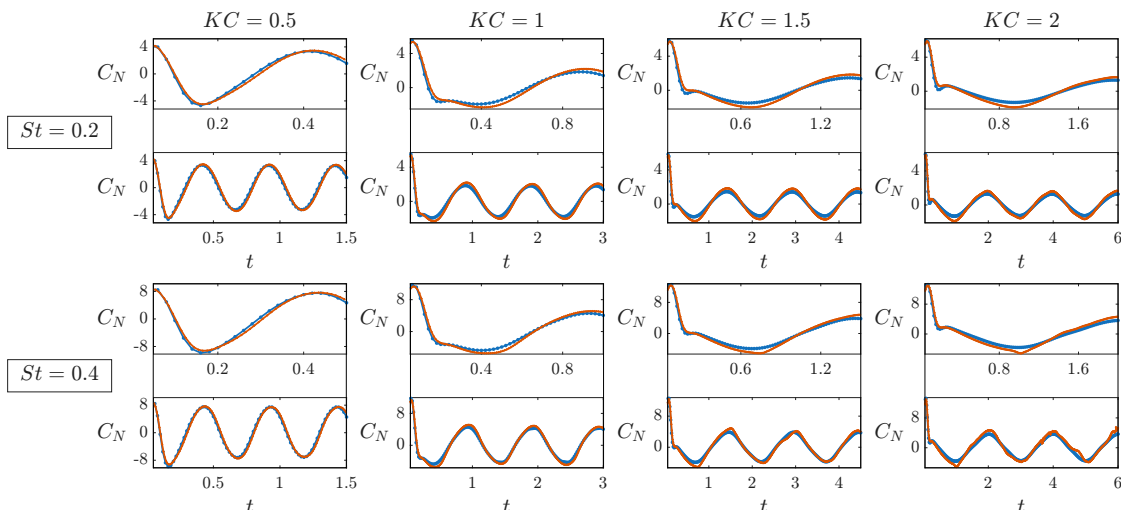 KC = 0.5 KC = 1 KC = 1.5 KC = 2
4 4 4 4
C_N 0 C_N 0 C_N 0 C_N 0
-4
0.2 0.4 0.4 0.8 0.6 1.2 0.8 1.6
St = 0.2
4 4 4 4
C_N 0 C_N 0 C_N 0 C_N 0
-4
0.5 1 1.5 1 2 3 1 2 3 4 2 4 6
t t t t
8 8 8 8
C_N 0 C_N 0 C_N 0 C_N 0
-8
0.2 0.4 0.4 0.8 0.6 1.2 0.8 1.6
St = 0.4
8 8 8 8
C_N 0 C_N 0 C_N 0 C_N 0
-8
0.5 1 1.5 1 2 3 1 2 3 4 2 4 6
t t t t